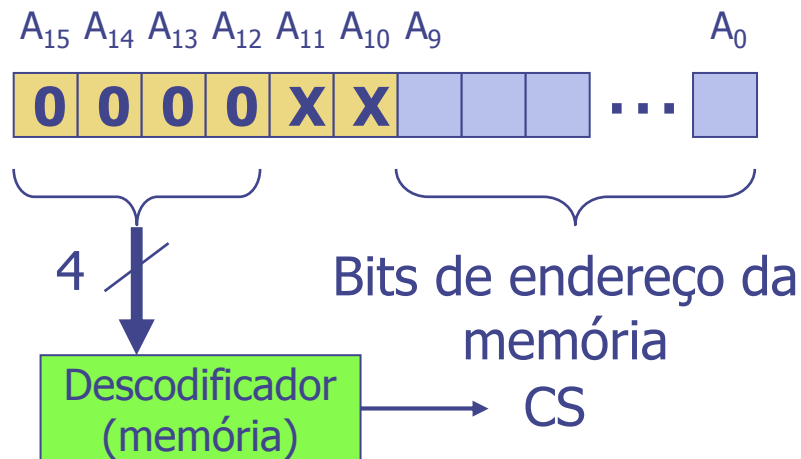 A15 A14 A13 A12 A11 A10 A9 A0
0 0 0 0 X X ...
4
Bits de endereço da
memória
Descodificador
(memória)
CS